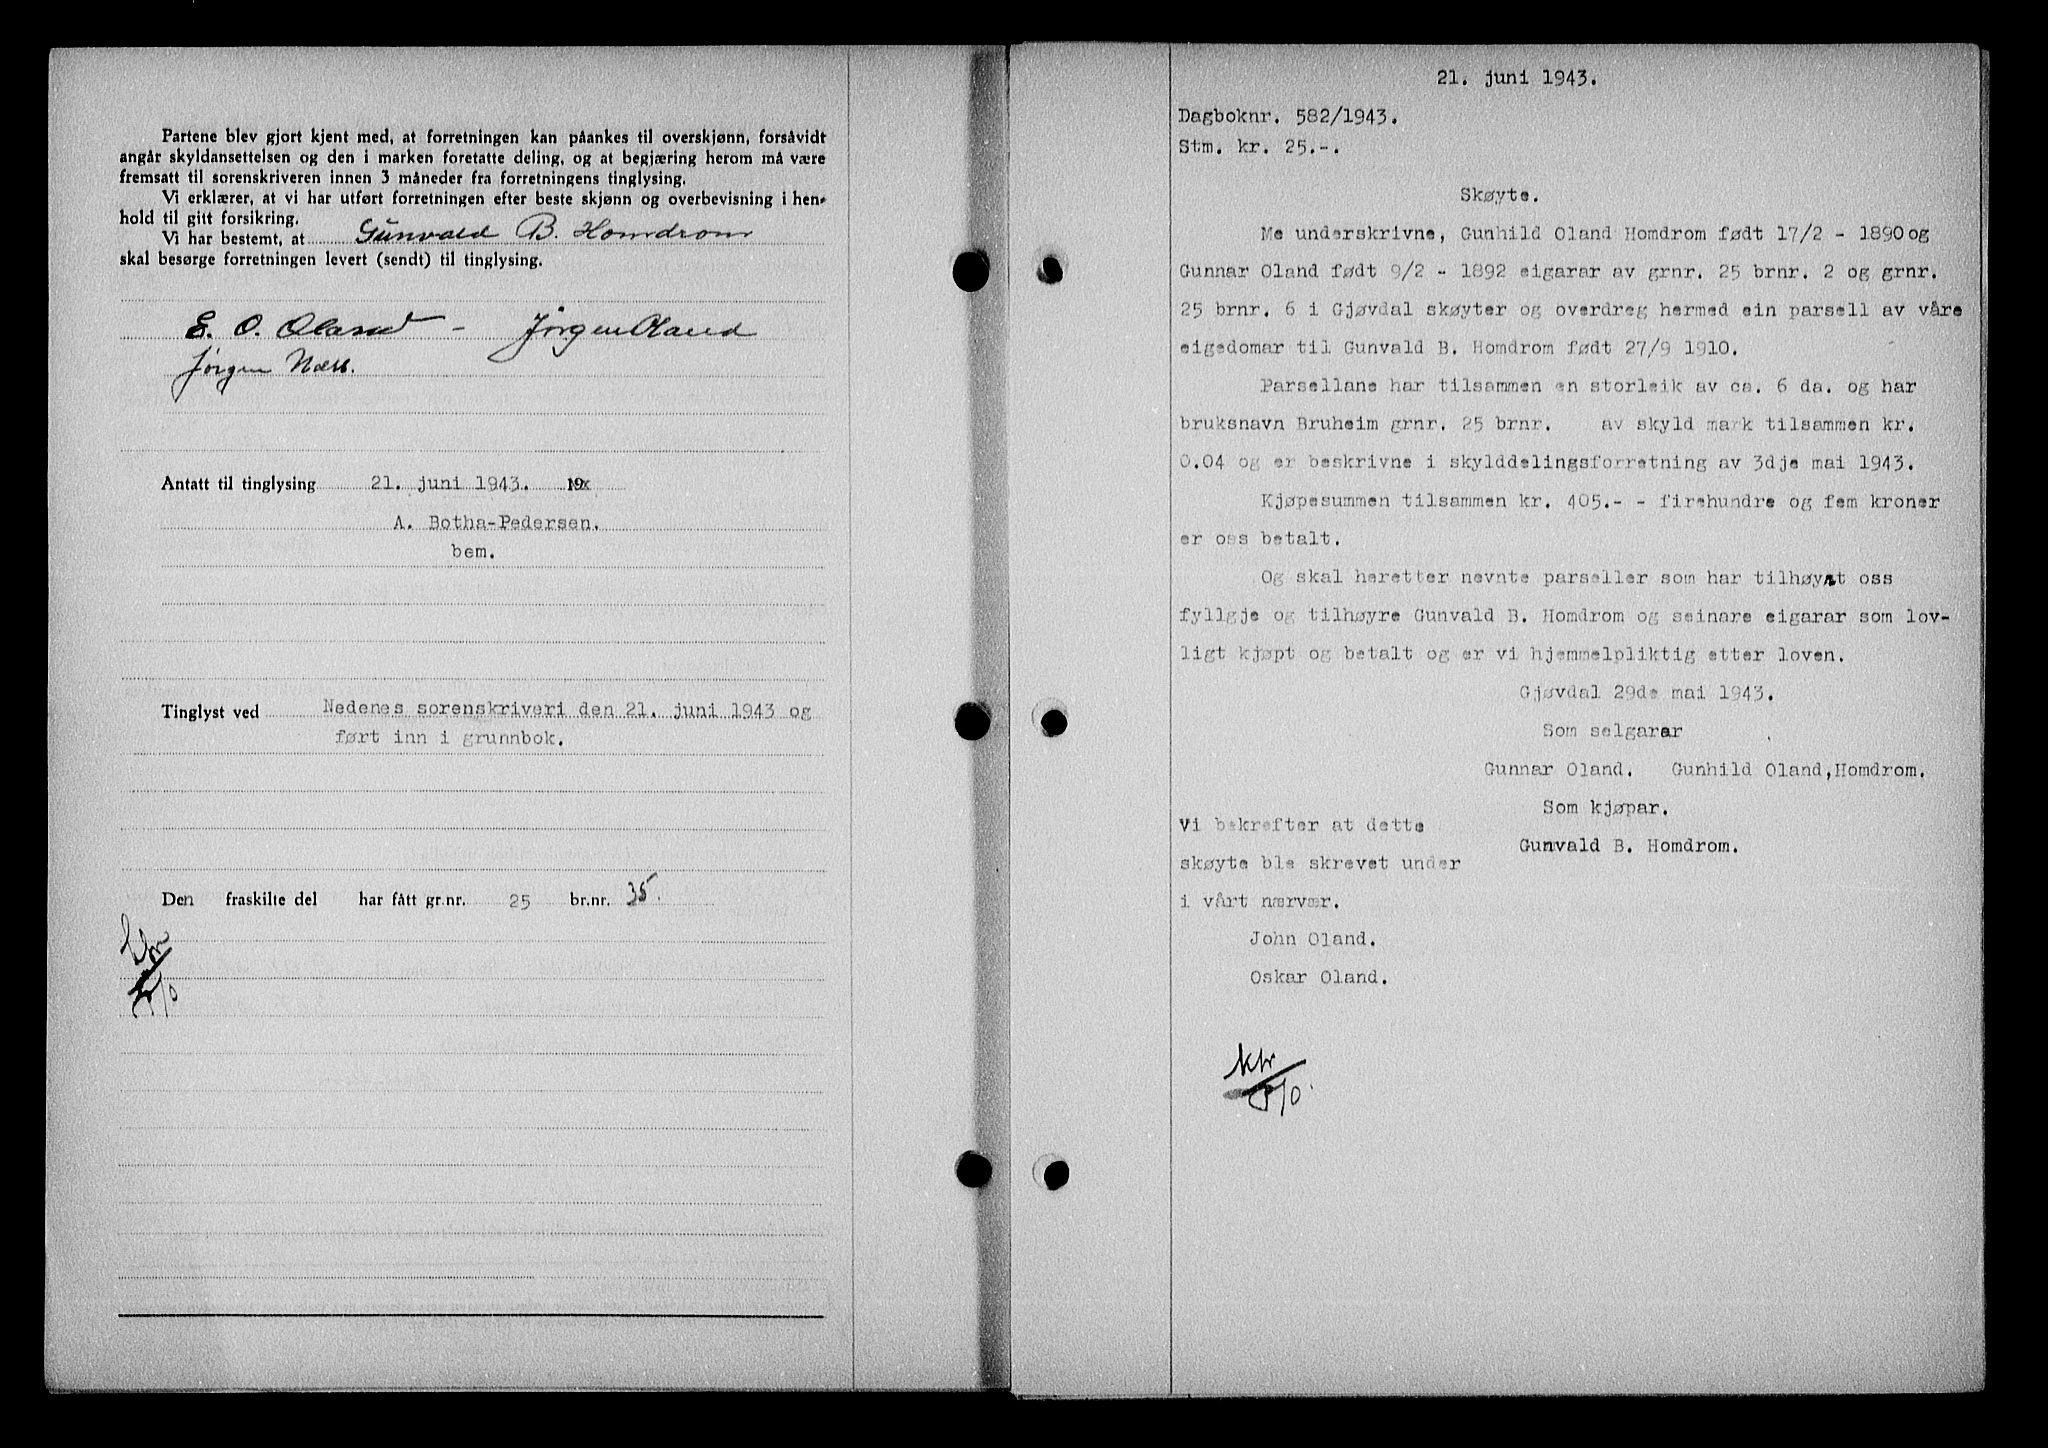 Partene blev gjort kjent med, at forretningen kan påankes til overskjønn, forsåvidt
angår skyldansettelsen og den i marken foretatte deling, og at begjæring herom må være
fremsatt til sorenskriveren innen 3 måneder fra forretningens tinglysing.
Vi erklærer, at vi har utført forretningen efter beste skjønn og overbevisning i hen-
hold til gitt forsikring.
Vi har bestemt, at Gunvald B. Homdrom
skal besørge forretningen levert (sendt) til tinglysing.
E. O. Oland - Jørgen Oland
Jørgen Næss.
Antatt til tinglysing 21. juni 1943. 19
A. Botha-Pedersen.
bem.
Tinglyst ved Nedenes sorenskriveri den 21. juni 1943 og
ført inn i grunnbok.
Den fraskilte del har fått gr.nr. 25 br.nr. 35.
21. juni 1943.
Dagboknr. 582/1943.
Stm. kr. 25.-.
Skøyte.
Me underskrivne, Gunhild Oland Homdrom født 17/2 - 1890 og
Gunnar Oland født 9/2 - 1892 eigarar av grnr. 25 brnr. 2 og grnr.
25 brnr. 6 i Gjøvdal skøyter og overdreg hermed ein parsell av våre
eigedomar til Gunvald B. Homdrom født 27/9 1910.
Parsellane har tilsammen en storleik av ca. 6 da. og har
bruksnavn Bruheim grnr. 25 brnr. av skyld mark tilsammen kr.
0.04 og er beskrivne i skylddelingsforretning av 3dje mai 1943.
Kjøpesummen tilsammen kr. 405.- - firehundre og fem kroner
er oss betalt.
Og skal heretter nevnte parseller som har tilhøyrt oss
fyllgje og tilhøyre Gunvald B. Homdrom og seinare eigarar som lov-
ligt kjøpt og betalt og er vi hjemmelpliktig etter loven.
Gjøvdal 29de mai 1943.
Som selgarar
Gunnar Oland. Gunhild Oland,Homdrom.
Som kjøpar.
Gunvald B. Homdrom.
Vi bekrefter at dette
skøyte ble skrevet under
i vårt nærvær.
John Oland.
Oskar Oland.
ktr